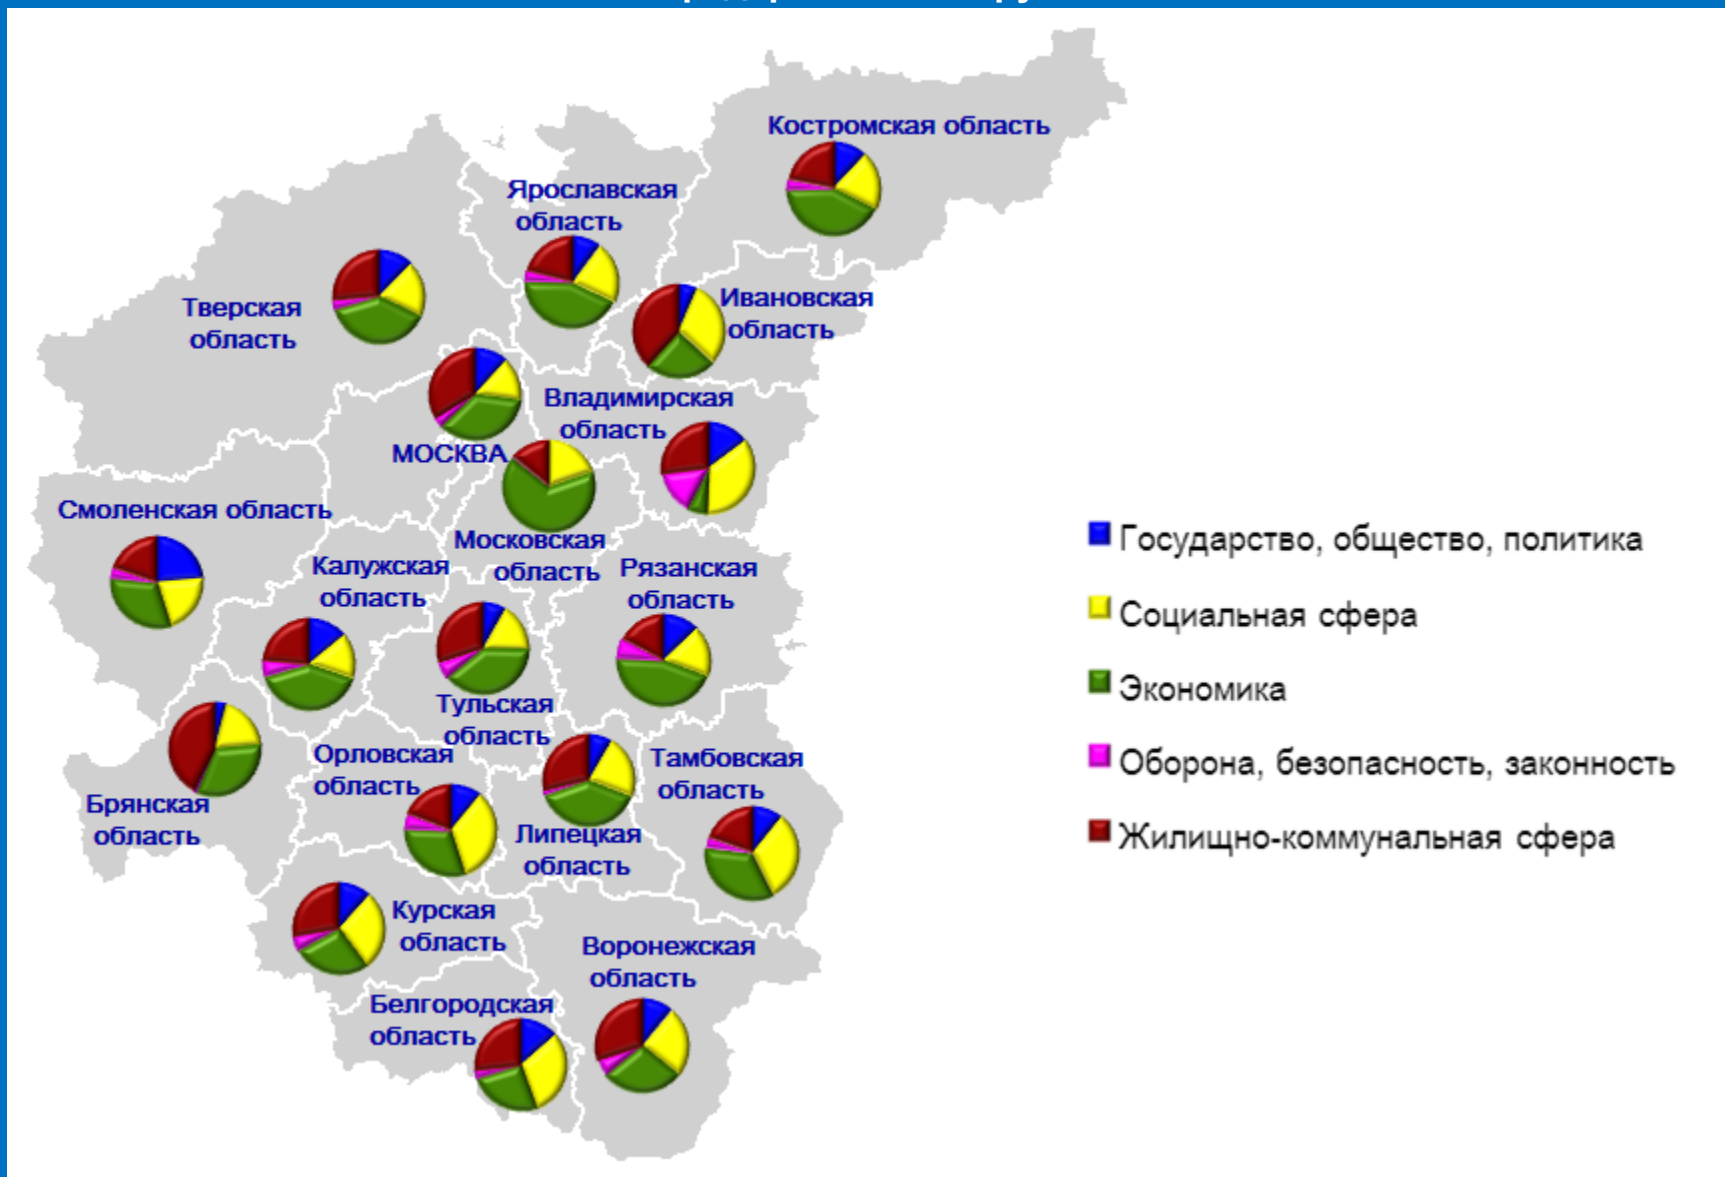 Костромская область
Ярославская
область
Тверская
область
Ивановская
область
Владимирская
область
МОСКВА
Смоленская область
Московская
область
Калужская
область
Рязанская
область
Тульская
область
Орловская
область
Тамбовская
область
Брянская
область
Липецкая
область
Курская
область
Воронежская
область
Белгородская
область
Государство, общество, политика
Социальная сфера
Экономика
Оборона, безопасность, законность
Жилищно-коммунальная сфера